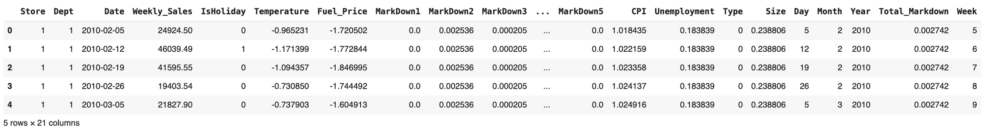 Store Dept Date Weekly_Sales IsHoliday Temperature Fuel_Price MarkDown1 MarkDown2 MarkDown3 ... MarkDown5 CPI Unemployment Type Size Day Month Year Total_Markdown Week
0 1 1 2010-02-05 24924.50 0 -0.965231 -1.720502 0.0 0.002536 0.000205 ... 0.0 1.018435 0.183839 0 0.238806 5 2 2010 0.002742 5
1 1 1 2010-02-12 46039.49 1 -1.171399 -1.772844 0.0 0.002536 0.000205 ... 0.0 1.022159 0.183839 0 0.238806 12 2 2010 0.002742 6
2 1 1 2010-02-19 41595.55 0 -1.094357 -1.846995 0.0 0.002536 0.000205 ... 0.0 1.023358 0.183839 0 0.238806 19 2 2010 0.002742 7
3 1 1 2010-02-26 19403.54 0 -0.730850 -1.744492 0.0 0.002536 0.000205 ... 0.0 1.024137 0.183839 0 0.238806 26 2 2010 0.002742 8
4 1 1 2010-03-05 21827.90 0 -0.737903 -1.604913 0.0 0.002536 0.000205 ... 0.0 1.024916 0.183839 0 0.238806 5 3 2010 0.002742 9
5 rows × 21 columns